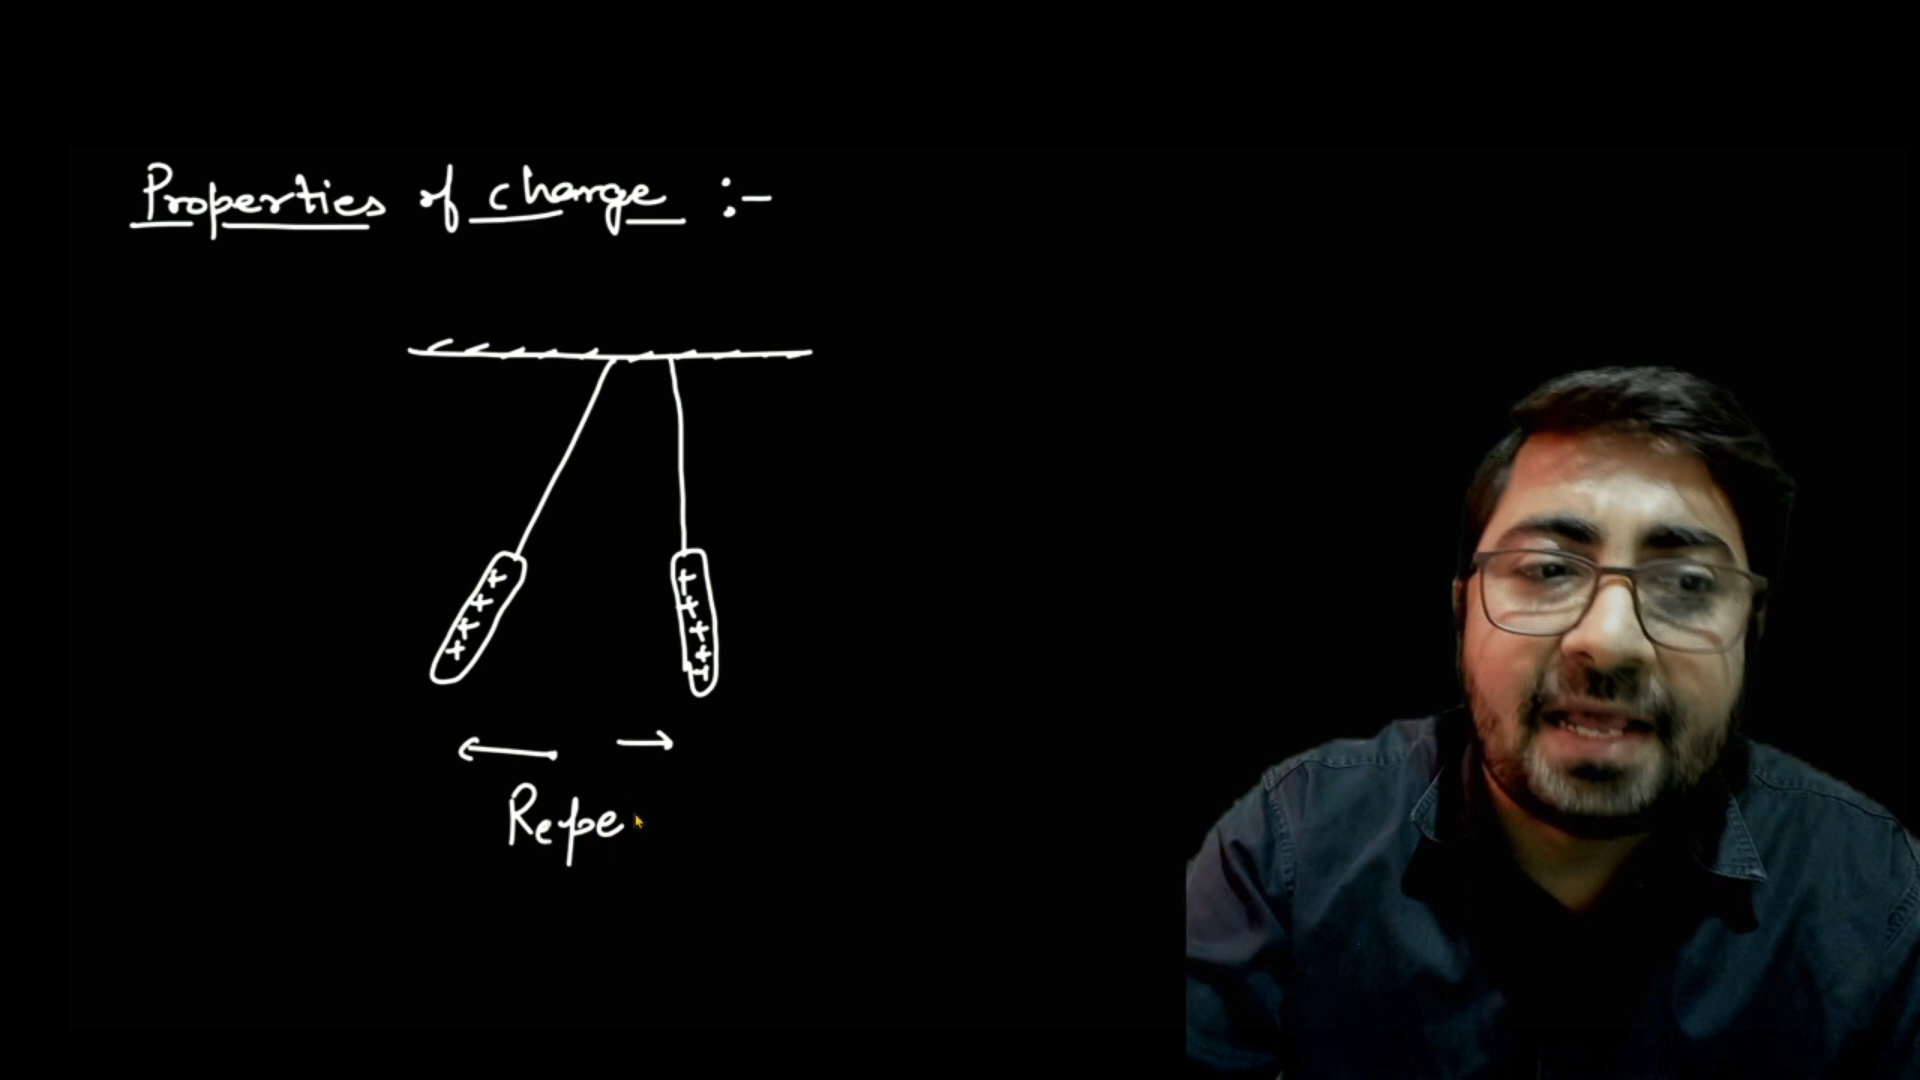 Properties of charge :-
+ +
+ +
+ +
+ +
+
Repe